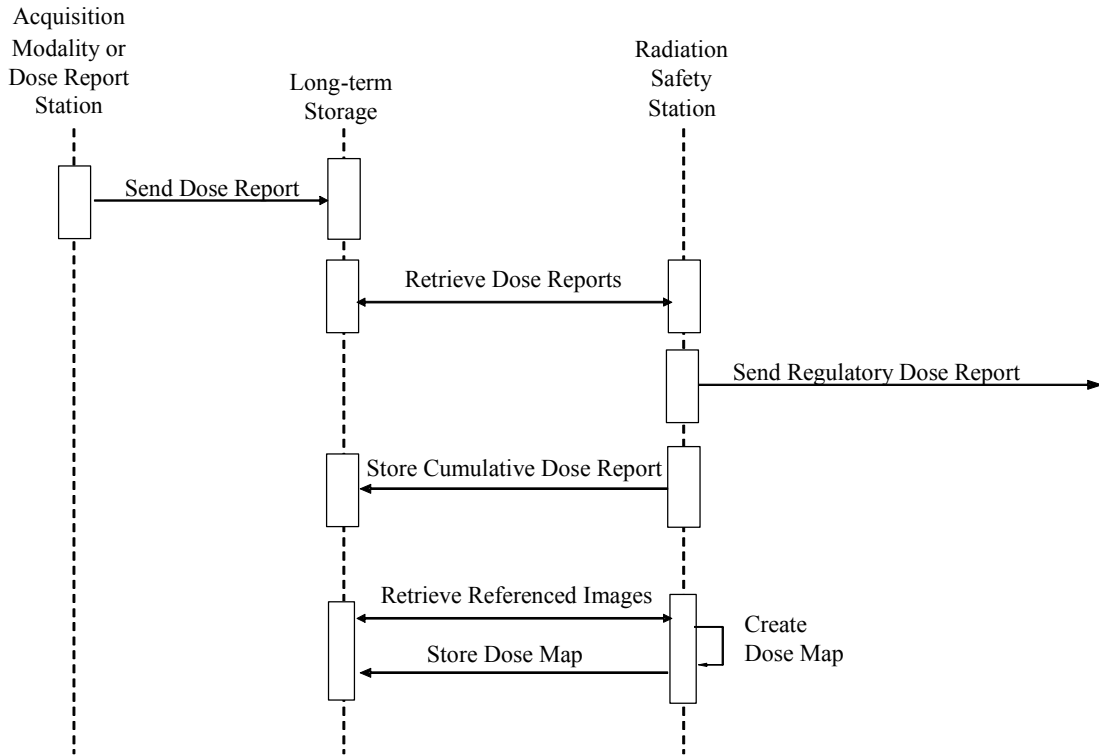 Acquisition
Modality or
Dose Report
Station
Long-term
Storage
Radiation
Safety
Station
Send Dose Report
Retrieve Dose Reports
Send Regulatory Dose Report
Store Cumulative Dose Report
Retrieve Referenced Images
Create
Dose Map
Store Dose Map